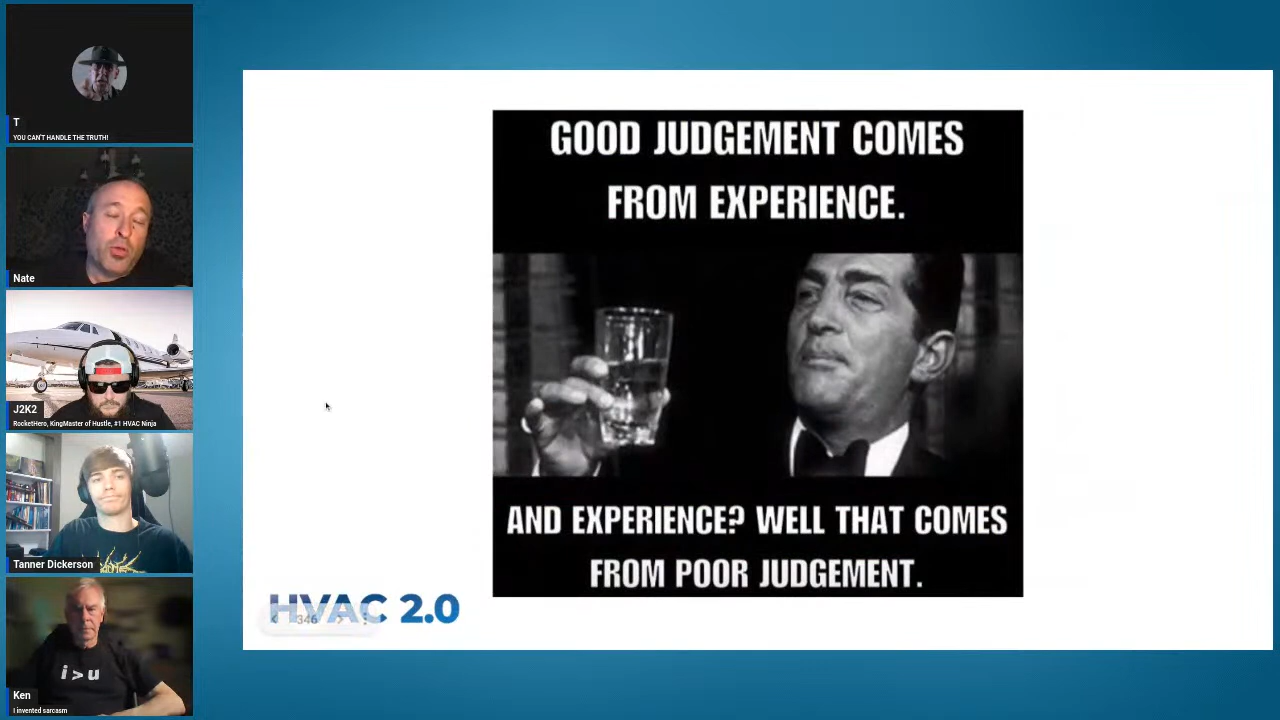 T
YOU CAN'T HANDLE THE TRUTH!
Nate
J2K2
RocketHero, KingMaster of Hustle, #1 HVAC Ninja
Tanner Dickerson
i > u
Ken
I invented sarcasm
GOOD JUDGEMENT COMES
FROM EXPERIENCE.
AND EXPERIENCE? WELL THAT COMES
FROM POOR JUDGEMENT.
HVAC 2.0
346